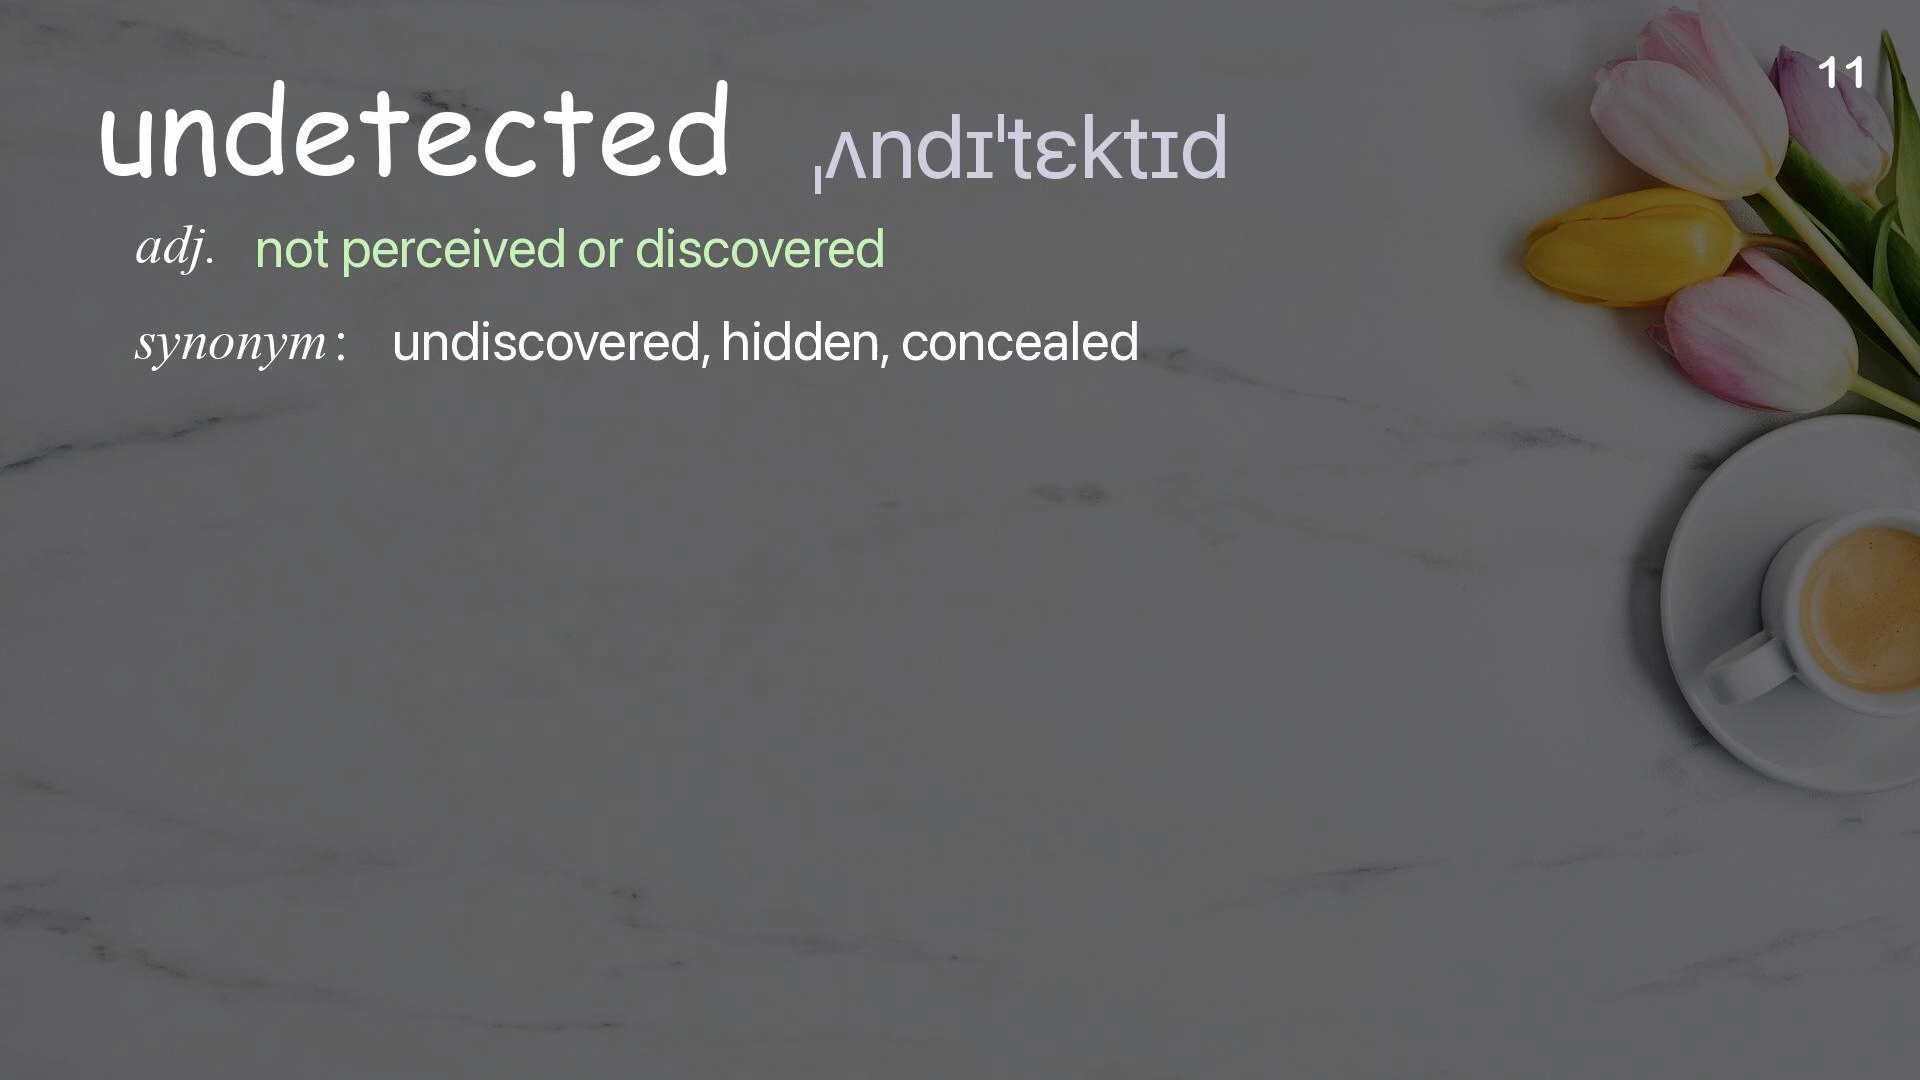 11
undetected ˌʌndɪˈtɛktɪd
adj. not perceived or discovered
synonym: undiscovered, hidden, concealed